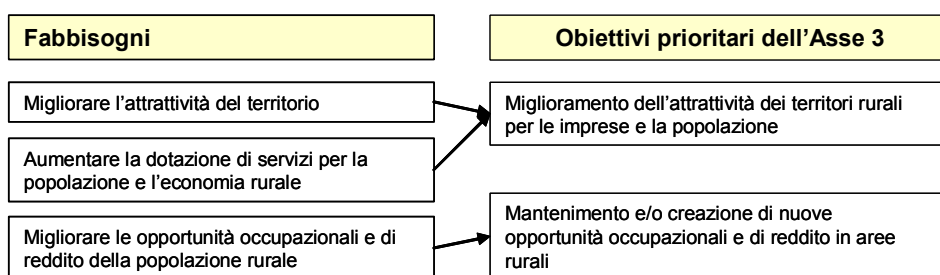 Fabbisogni
Obiettivi prioritari dell'Asse 3
Migliorare l'attrattività del territorio
Aumentare la dotazione di servizi per la
popolazione e l'economia rurale
Migliorare le opportunità occupazionali e di
reddito della popolazione rurale
Miglioramento dell'attrattività dei territori rurali
per le imprese e la popolazione
Mantenimento e/o creazione di nuove
opportunità occupazionali e di reddito in aree
rurali